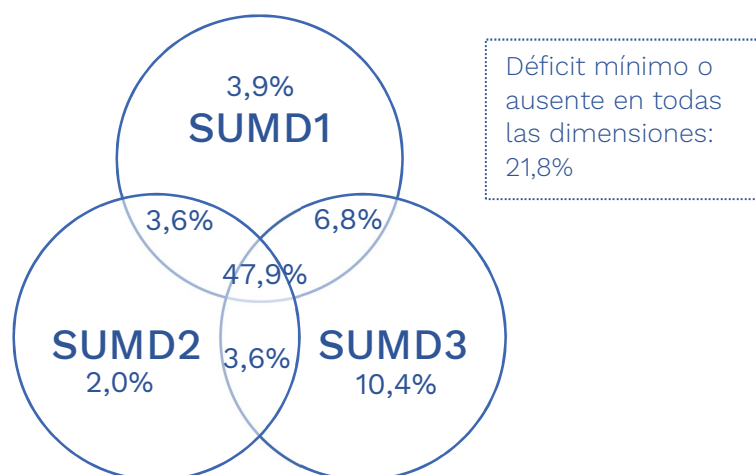 3,9%
SUMD1
Déficit mínimo o
ausente en todas
las dimensiones:
21,8%
3,6%
6,8%
47,9%
SUMD2
3,6%
SUMD3
2,0%
10,4%